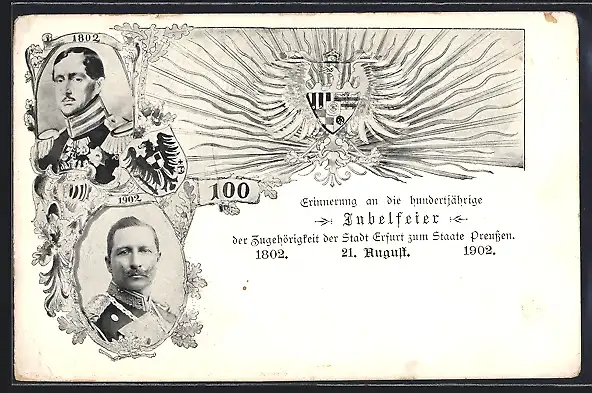 1802
1902
100
Erinnerung an die hundertjährige
Jubelfeier
der Zugehörigkeit der Stadt Erfurt zum Staate Preußen.
1802. 21. August. 1902.